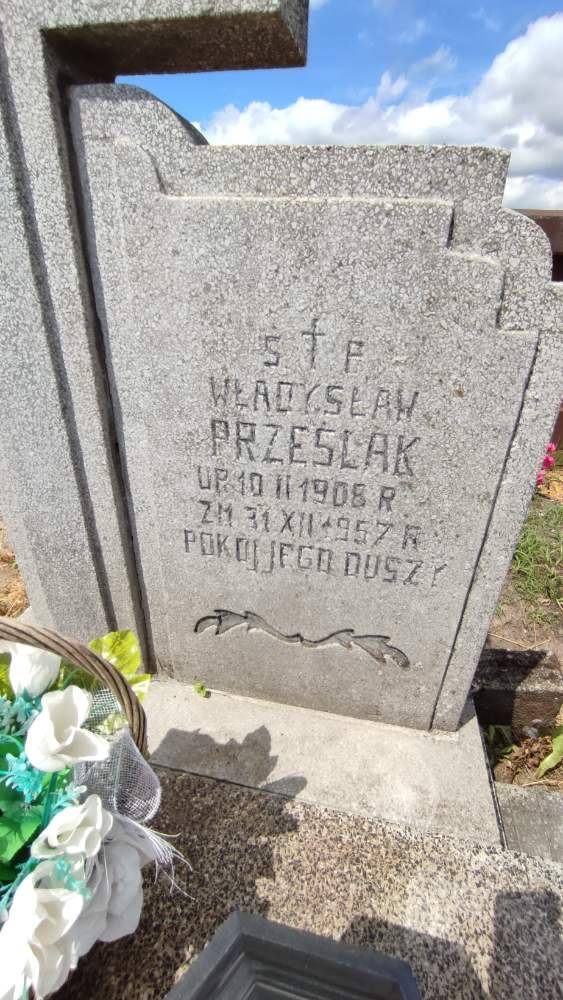 S † P
WŁADYSŁAW
PRZEŚLAK
UR 10 II 1908 R
ZM 31 XII 1957 R
POKÓJ JEGO DUSZY